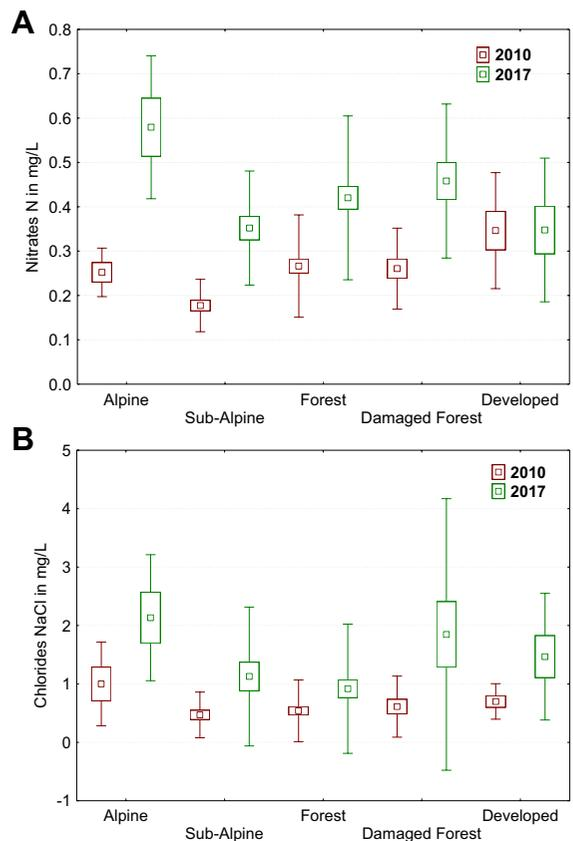 A
0.8
0.7
0.6
0.5
0.4
0.3
0.2
0.1
0.0
Nitrates N in mg/L
2010
2017
Alpine
Sub-Alpine
Forest
Damaged Forest
Developed
B
5
4
3
2
1
0
-1
Chlorides NaCl in mg/L
2010
2017
Alpine
Sub-Alpine
Forest
Damaged Forest
Developed